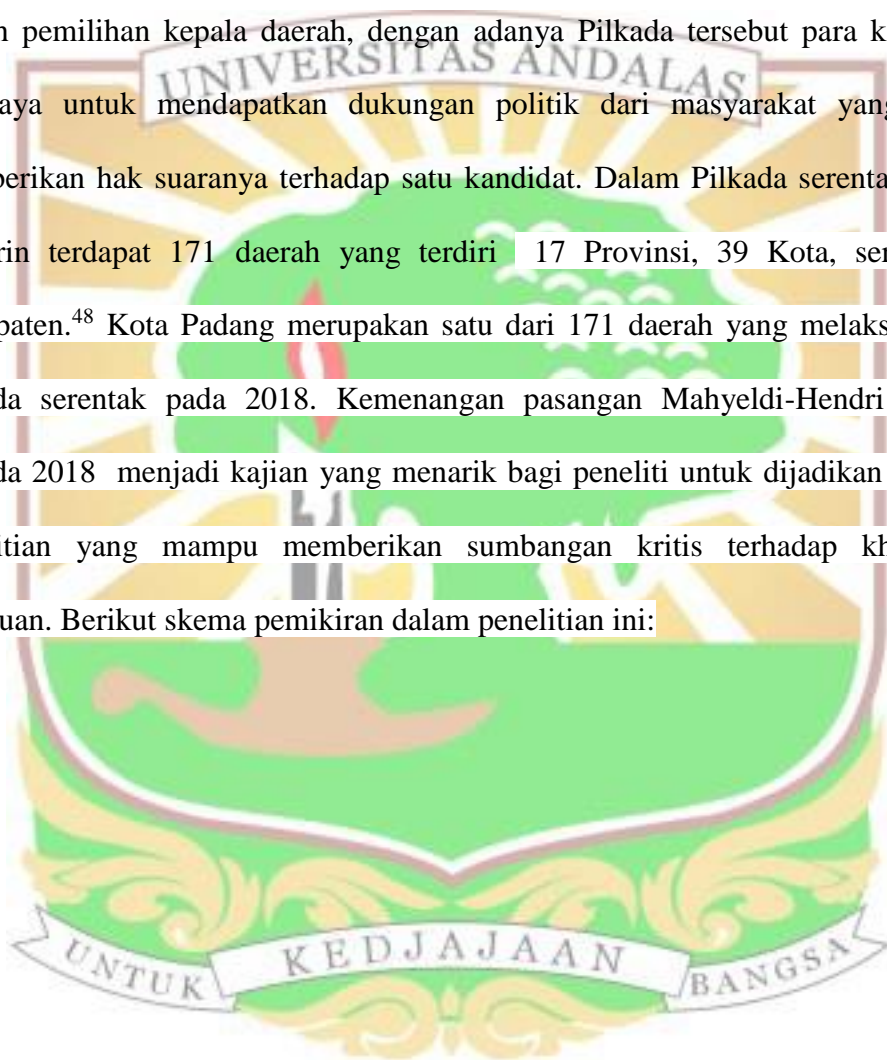 n pemilihan kepala daerah, dengan adanya Pilkada tersebut para k
UNIVERSITAS ANDALAS
aya untuk mendapatkan dukungan politik dari masyarakat yang
berikan hak suaranya terhadap satu kandidat. Dalam Pilkada serenta
rin terdapat 171 daerah yang terdiri 17 Provinsi, 39 Kota, ser
paten.48 Kota Padang merupakan satu dari 171 daerah yang melaks
da serentak pada 2018. Kemenangan pasangan Mahyeldi-Hendri
da 2018 menjadi kajian yang menarik bagi peneliti untuk dijadikan
itian yang mampu memberikan sumbangan kritis terhadap kh
uan. Berikut skema pemikiran dalam penelitian ini:
UNTUK KEDJAJAAN BANGSA